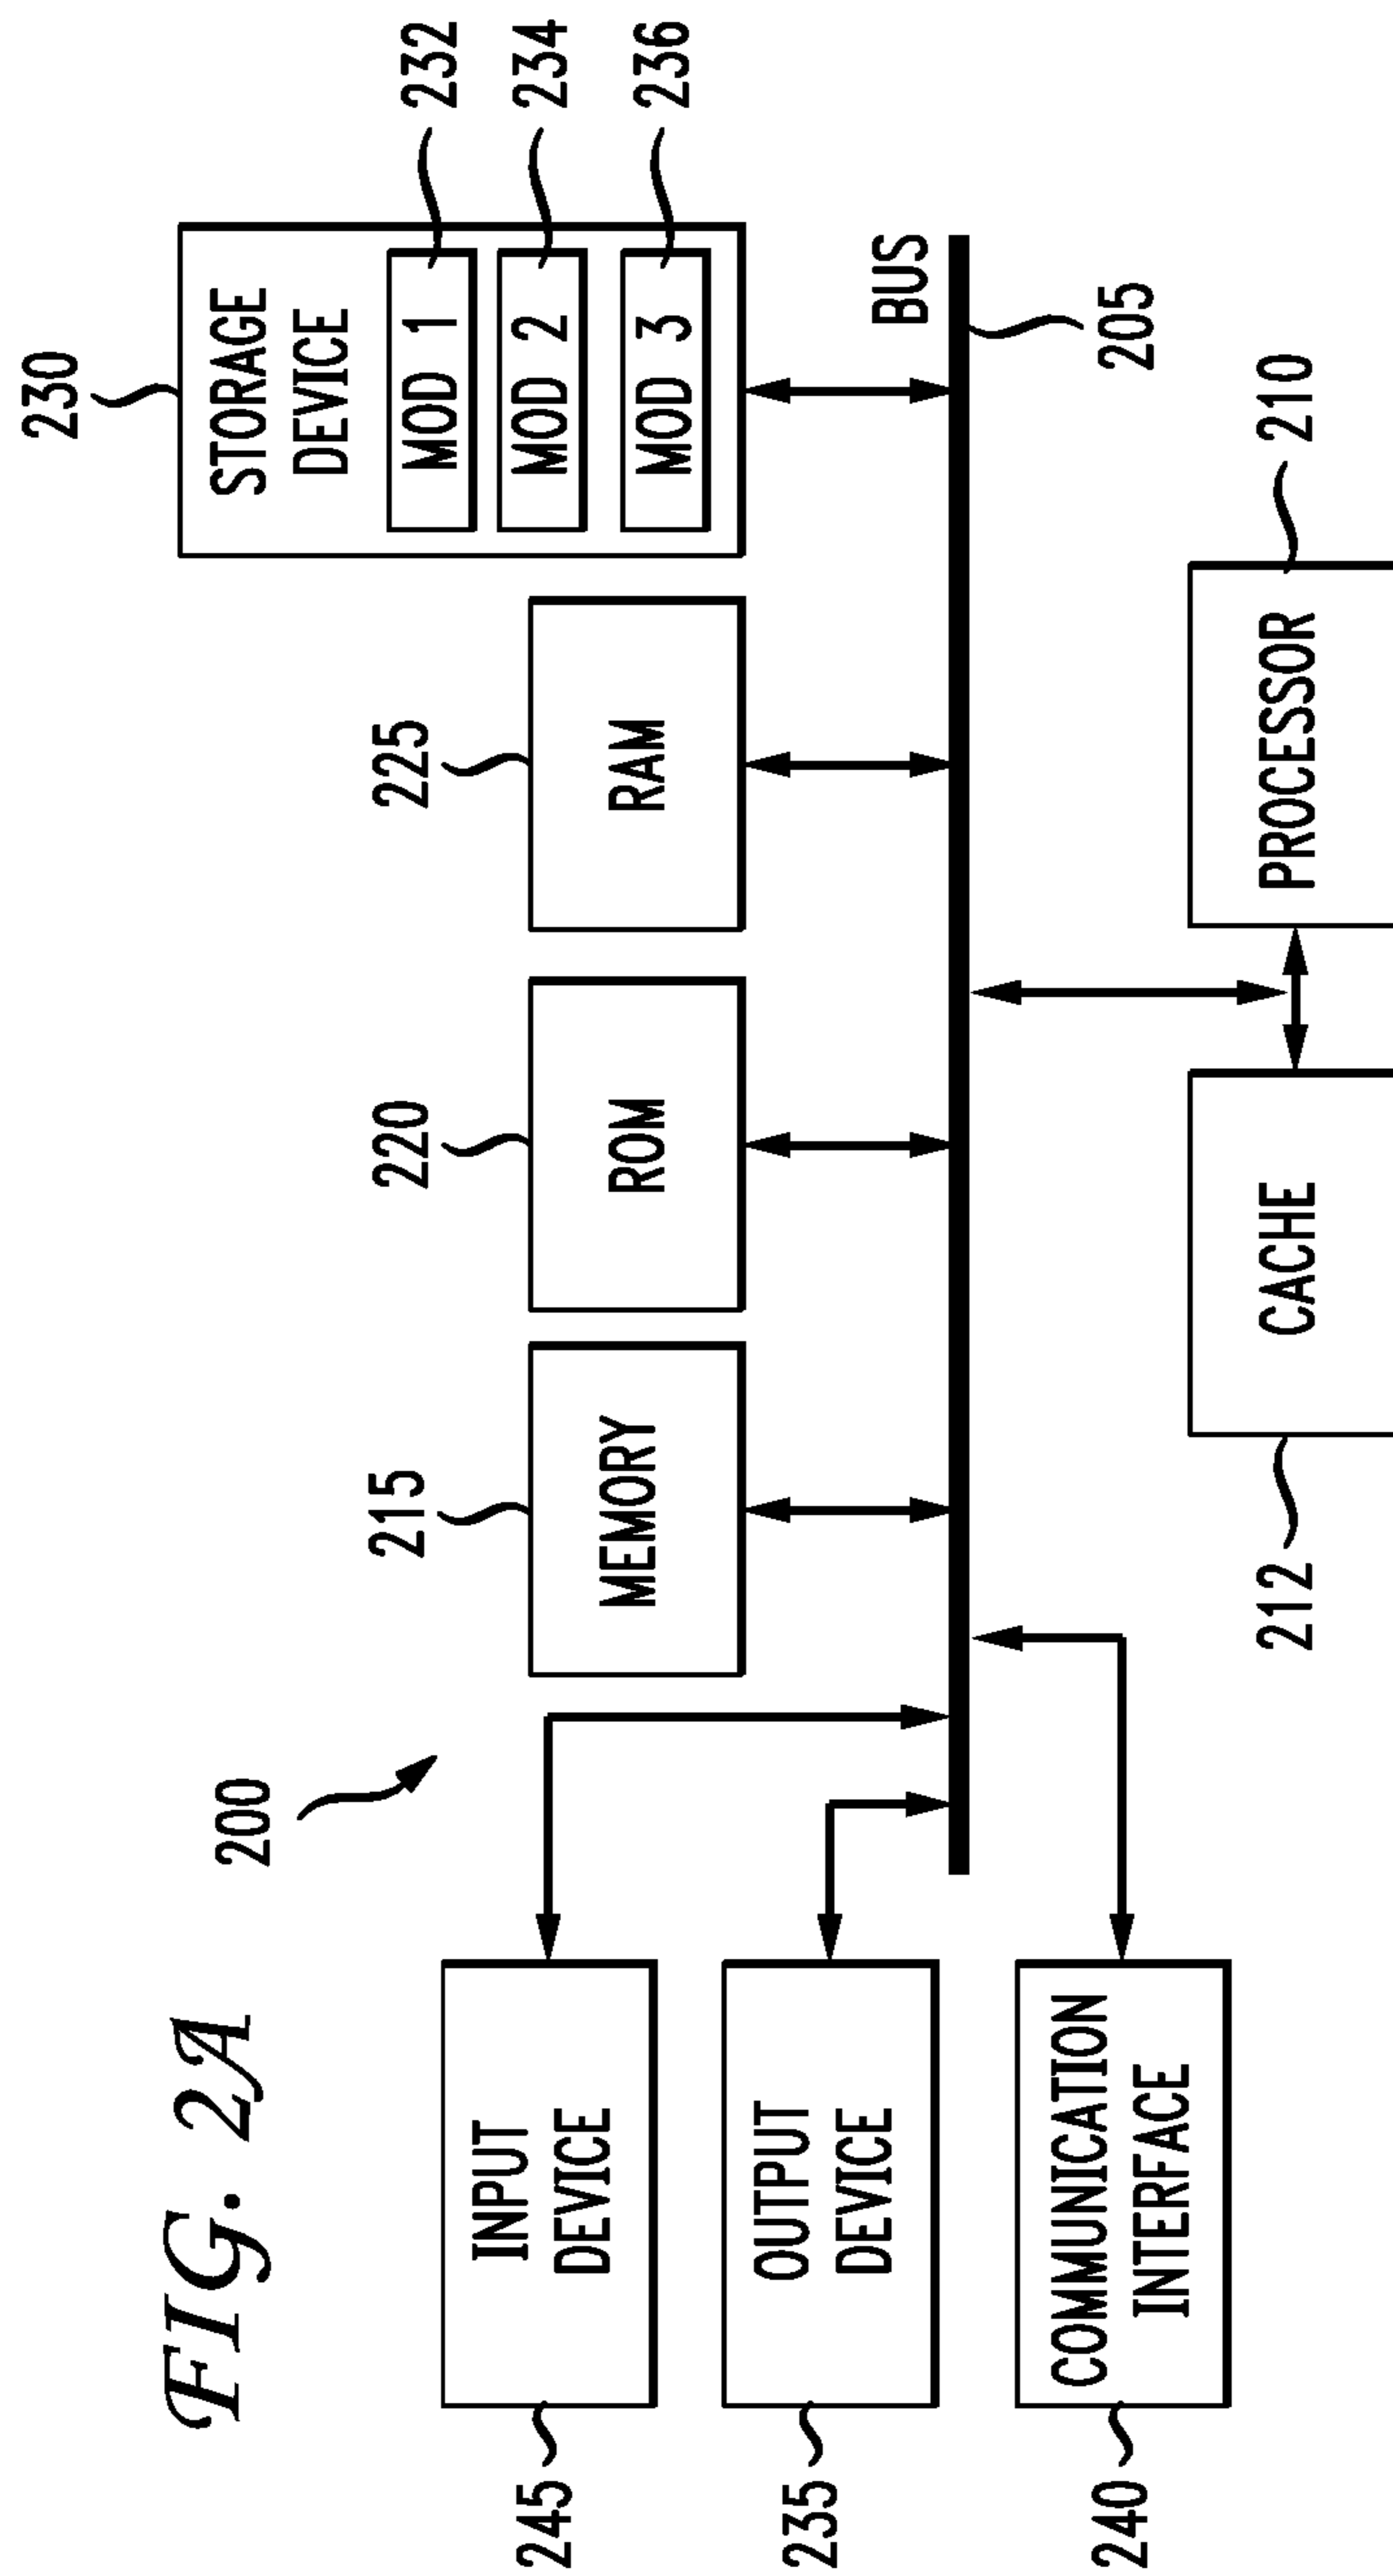 FIG. 2A
200
230
STORAGE
DEVICE
MOD 1
232
MOD 2
234
MOD 3
236
215
MEMORY
220
ROM
225
RAM
245
INPUT
DEVICE
235
OUTPUT
DEVICE
240
COMMUNICATION
INTERFACE
BUS
205
212
CACHE
PROCESSOR
210